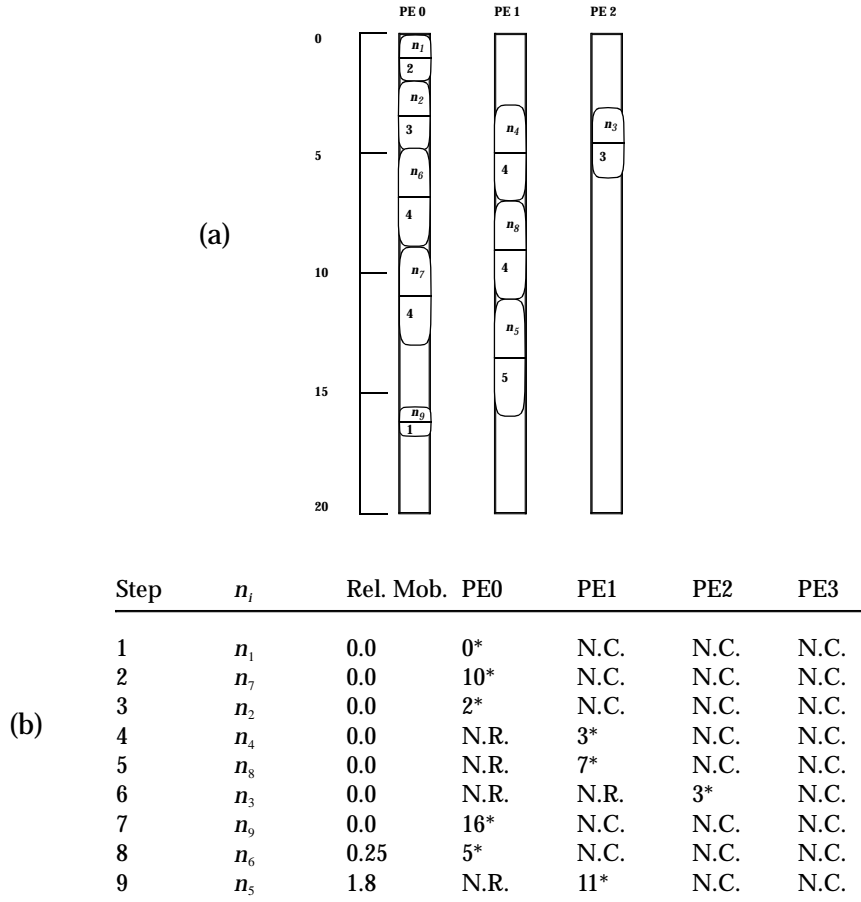 PE 0 PE 1 PE 2
0
n1
2
n2
n4
n3
3
5
3
n6
4
(a)
4
n8
n7
4
10
4
n5
5
15
n9
1
20
Step ni Rel. Mob. PE0 PE1 PE2 PE3
1 n1 0.0 0* N.C. N.C. N.C.
2 n7 0.0 10* N.C. N.C. N.C.
3 n2 0.0 2* N.C. N.C. N.C.
(b)
4 n4 0.0 N.R. 3* N.C. N.C.
5 n8 0.0 N.R. 7* N.C. N.C.
6 n3 0.0 N.R. N.R. 3* N.C.
7 n9 0.0 16* N.C. N.C. N.C.
8 n6 0.25 5* N.C. N.C. N.C.
9 n5 1.8 N.R. 11* N.C. N.C.